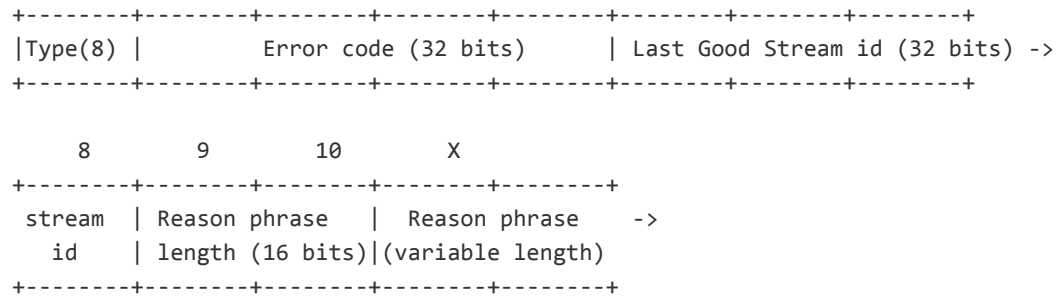 +--------+--------+--------+--------+--------+--------+--------+--------+
|Type(8) |        Error code (32 bits)       | Last Good Stream id (32 bits) ->
+--------+--------+--------+--------+--------+--------+--------+--------+
     8        9        10       X
+--------+--------+--------+--------+--------+
 stream  | Reason phrase   |  Reason phrase    ->
   id    | length (16 bits)|(variable length)
+--------+--------+--------+--------+--------+